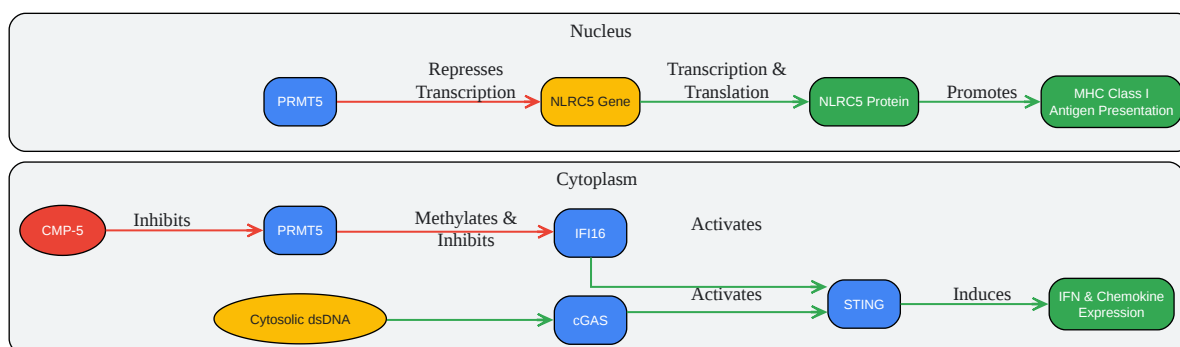 Nucleus
Represses
Transcription
Transcription &
Translation
Promotes
PRMT5
NLRC5 Gene
NLRC5 Protein
MHC Class I
Antigen Presentation
Cytoplasm
CMP-5
Inhibits
PRMT5
Methylates &
Inhibits
IFI16
Activates
Cytosolic dsDNA
cGAS
Activates
STING
Induces
IFN & Chemokine
Expression